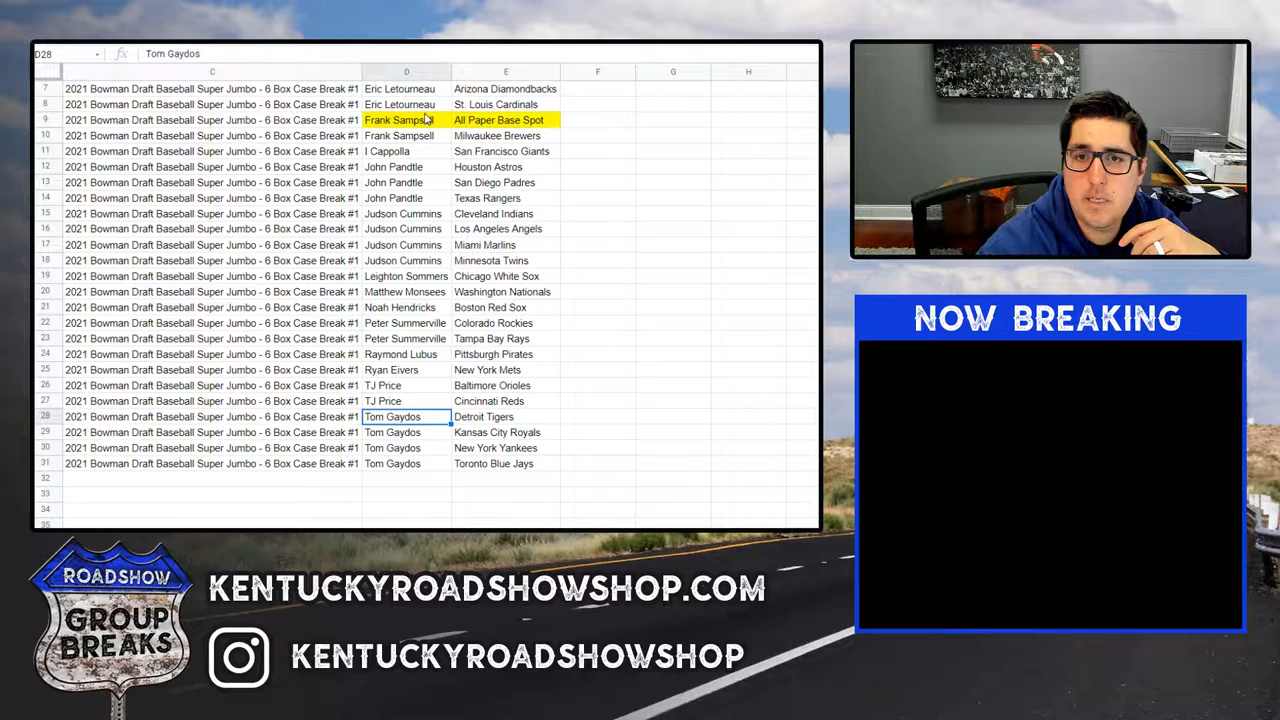 D28 fx Tom Gaydos
C D E F G H
7 2021 Bowman Draft Baseball Super Jumbo - 6 Box Case Break #1 Eric Letourneau Arizona Diamondbacks
8 2021 Bowman Draft Baseball Super Jumbo - 6 Box Case Break #1 Eric Letourneau St. Louis Cardinals
9 2021 Bowman Draft Baseball Super Jumbo - 6 Box Case Break #1 Frank Sampsell All Paper Base Spot
10 2021 Bowman Draft Baseball Super Jumbo - 6 Box Case Break #1 Frank Sampsell Milwaukee Brewers
11 2021 Bowman Draft Baseball Super Jumbo - 6 Box Case Break #1 I Cappolla San Francisco Giants
12 2021 Bowman Draft Baseball Super Jumbo - 6 Box Case Break #1 John Pandtle Houston Astros
13 2021 Bowman Draft Baseball Super Jumbo - 6 Box Case Break #1 John Pandtle San Diego Padres
14 2021 Bowman Draft Baseball Super Jumbo - 6 Box Case Break #1 John Pandtle Texas Rangers
15 2021 Bowman Draft Baseball Super Jumbo - 6 Box Case Break #1 Judson Cummins Cleveland Indians
16 2021 Bowman Draft Baseball Super Jumbo - 6 Box Case Break #1 Judson Cummins Los Angeles Angels
17 2021 Bowman Draft Baseball Super Jumbo - 6 Box Case Break #1 Judson Cummins Miami Marlins
18 2021 Bowman Draft Baseball Super Jumbo - 6 Box Case Break #1 Judson Cummins Minnesota Twins
19 2021 Bowman Draft Baseball Super Jumbo - 6 Box Case Break #1 Leighton Sommers Chicago White Sox
20 2021 Bowman Draft Baseball Super Jumbo - 6 Box Case Break #1 Matthew Monsees Washington Nationals
21 2021 Bowman Draft Baseball Super Jumbo - 6 Box Case Break #1 Noah Hendricks Boston Red Sox
22 2021 Bowman Draft Baseball Super Jumbo - 6 Box Case Break #1 Peter Summerville Colorado Rockies
23 2021 Bowman Draft Baseball Super Jumbo - 6 Box Case Break #1 Peter Summerville Tampa Bay Rays
24 2021 Bowman Draft Baseball Super Jumbo - 6 Box Case Break #1 Raymond Lubus Pittsburgh Pirates
25 2021 Bowman Draft Baseball Super Jumbo - 6 Box Case Break #1 Ryan Eivers New York Mets
26 2021 Bowman Draft Baseball Super Jumbo - 6 Box Case Break #1 TJ Price Baltimore Orioles
27 2021 Bowman Draft Baseball Super Jumbo - 6 Box Case Break #1 TJ Price Cincinnati Reds
28 2021 Bowman Draft Baseball Super Jumbo - 6 Box Case Break #1 Tom Gaydos Detroit Tigers
29 2021 Bowman Draft Baseball Super Jumbo - 6 Box Case Break #1 Tom Gaydos Kansas City Royals
30 2021 Bowman Draft Baseball Super Jumbo - 6 Box Case Break #1 Tom Gaydos New York Yankees
31 2021 Bowman Draft Baseball Super Jumbo - 6 Box Case Break #1 Tom Gaydos Toronto Blue Jays
32
33
34
35
NOW BREAKING
ROADSHOW
GROUP
BREAKS
KENTUCKYROADSHOWSHOP.COM
KENTUCKYROADSHOWSHOP